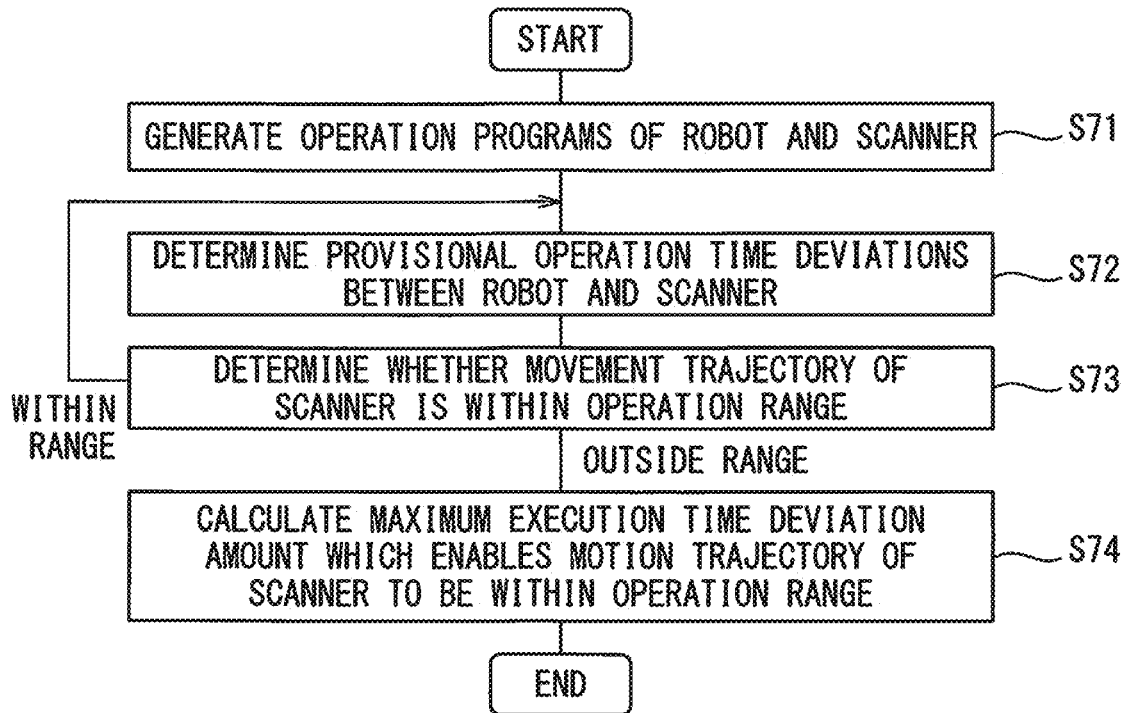 START
GENERATE OPERATION PROGRAMS OF ROBOT AND SCANNER
S71
DETERMINE PROVISIONAL OPERATION TIME DEVIATIONS
BETWEEN ROBOT AND SCANNER
S72
DETERMINE WHETHER MOVEMENT TRAJECTORY OF
SCANNER IS WITHIN OPERATION RANGE
S73
WITHIN
RANGE
OUTSIDE RANGE
CALCULATE MAXIMUM EXECUTION TIME DEVIATION
AMOUNT WHICH ENABLES MOTION TRAJECTORY OF
SCANNER TO BE WITHIN OPERATION RANGE
S74
END